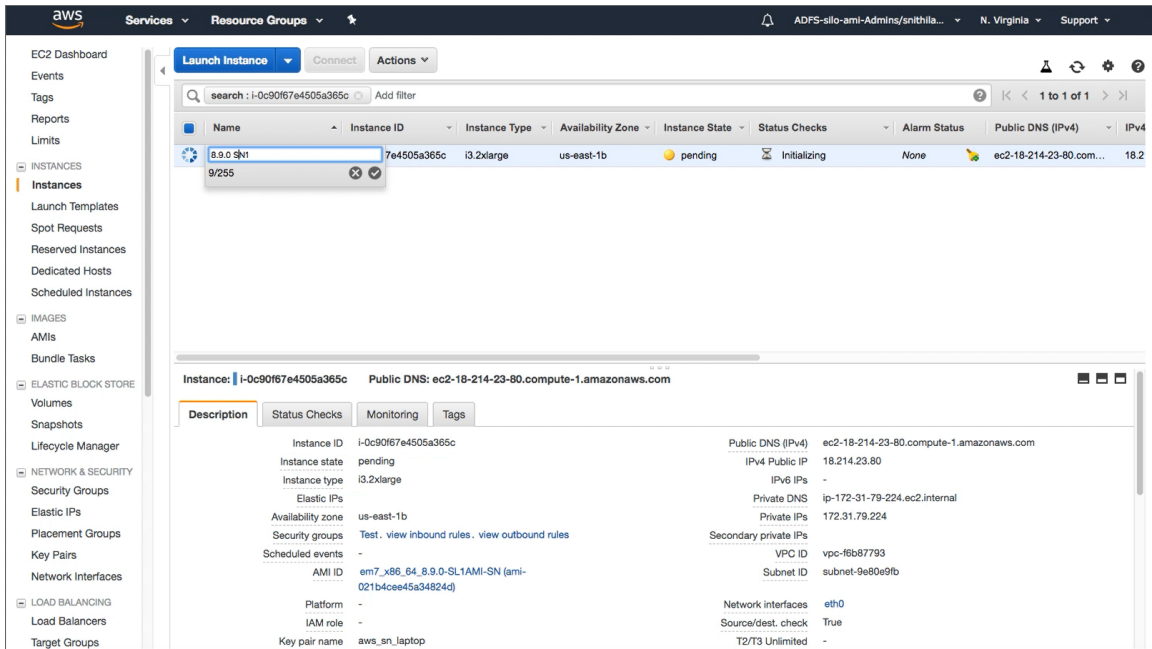 aws Services Resource Groups ADFS-silo-ami-Admins/snithila... N. Virginia Support
EC2 Dashboard
Events
Tags
Reports
Limits
INSTANCES
Instances
Launch Templates
Spot Requests
Reserved Instances
Dedicated Hosts
Scheduled Instances
IMAGES
AMIs
Bundle Tasks
ELASTIC BLOCK STORE
Volumes
Snapshots
Lifecycle Manager
NETWORK & SECURITY
Security Groups
Elastic IPs
Placement Groups
Key Pairs
Network Interfaces
LOAD BALANCING
Load Balancers
Target Groups
Launch Instance Connect Actions
search : i-0c90f67e4505a365c Add filter 1 to 1 of 1
Name Instance ID Instance Type Availability Zone Instance State Status Checks Alarm Status Public DNS (IPv4) IPv4
8.9.0 SN1 7e4505a365c i3.2xlarge us-east-1b pending Initializing None ec2-18-214-23-80.com... 18.2
9/255
Instance: i-0c90f67e4505a365c Public DNS: ec2-18-214-23-80.compute-1.amazonaws.com
Description Status Checks Monitoring Tags
Instance ID i-0c90f67e4505a365c Public DNS (IPv4) ec2-18-214-23-80.compute-1.amazonaws.com
Instance state pending IPv4 Public IP 18.214.23.80
Instance type i3.2xlarge IPv6 IPs -
Elastic IPs Private DNS ip-172-31-79-224.ec2.internal
Availability zone us-east-1b Private IPs 172.31.79.224
Security groups Test. view inbound rules. view outbound rules Secondary private IPs
Scheduled events - VPC ID vpc-f6b87793
AMI ID em7_x86_64_8.9.0-SL1AMI-SN (ami-021b4cee45a34824d) Subnet ID subnet-9e80e9fb
Platform - Network interfaces eth0
IAM role - Source/dest. check True
Key pair name aws_sn_laptop T2/T3 Unlimited -